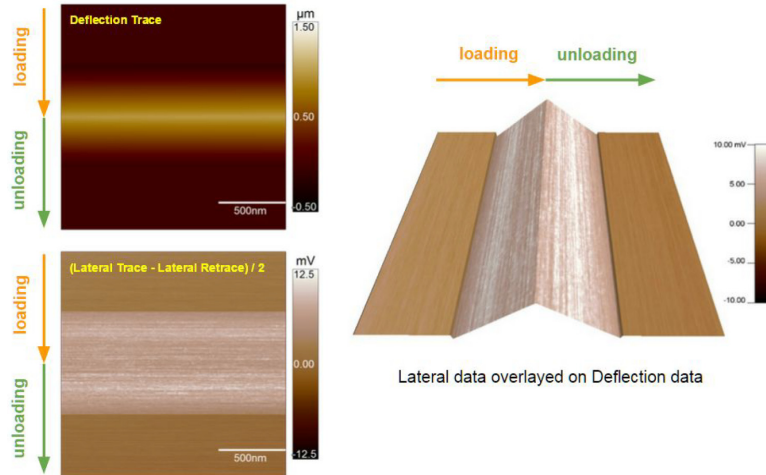 Deflection Trace
loading
unloading
µm
1.50
0.50
-0.50
500nm
(Lateral Trace - Lateral Retrace) / 2
loading
unloading
mV
12.5
0.00
-12.5
500nm
loading
unloading
10.00 mV
5.00
0.00
-5.00
-10.00
Lateral data overlayed on Deflection data